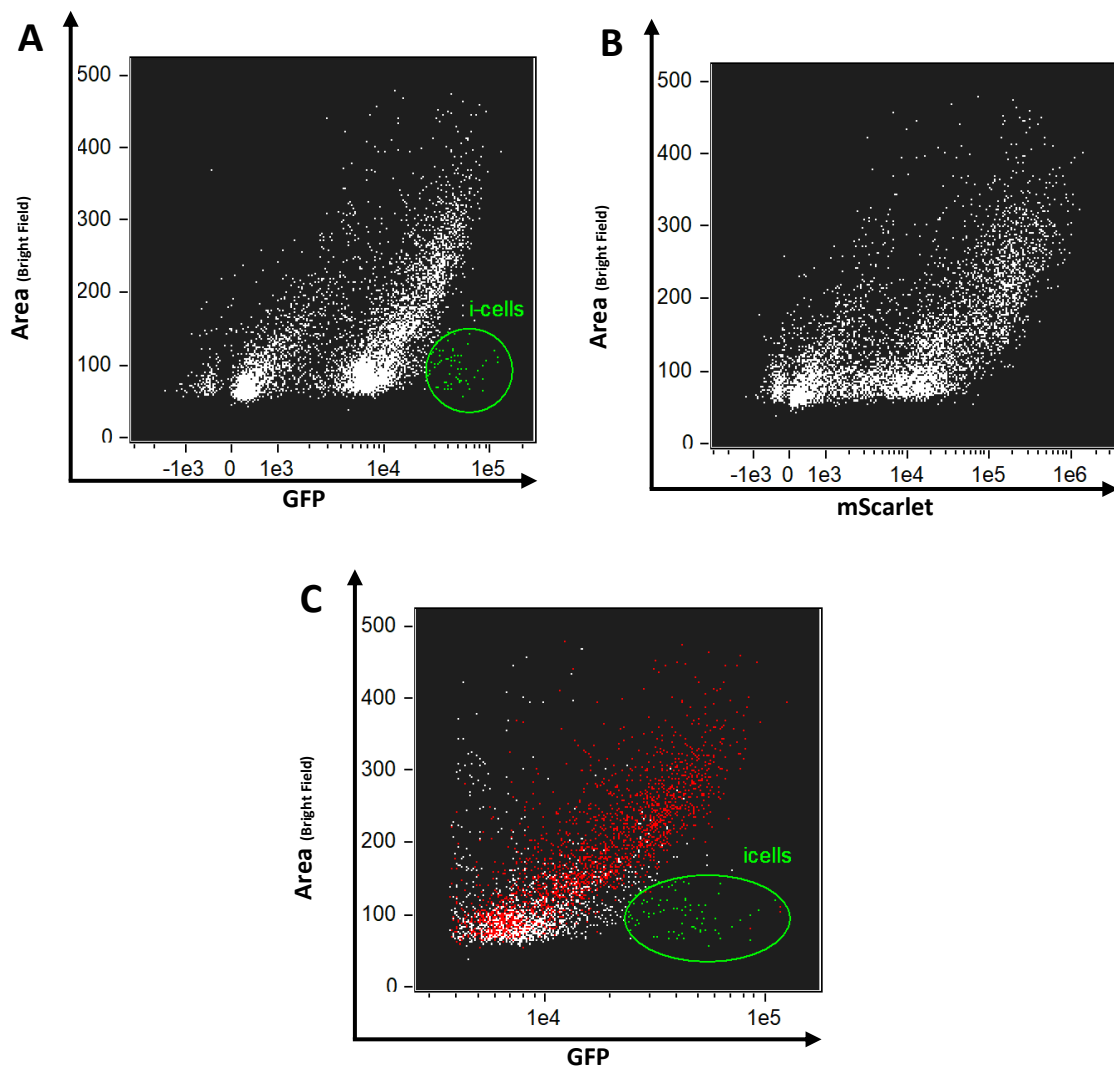 A
500
400
300
200
100
0
Area (Bright Field)
i-cells
-1e3 0 1e3 1e4 1e5
GFP
B
500
400
300
200
100
0
Area (Bright Field)
-1e3 0 1e3 1e4 1e5 1e6
mScarlet
C
500
400
300
200
100
0
Area (Bright Field)
icells
1e4 1e5
GFP